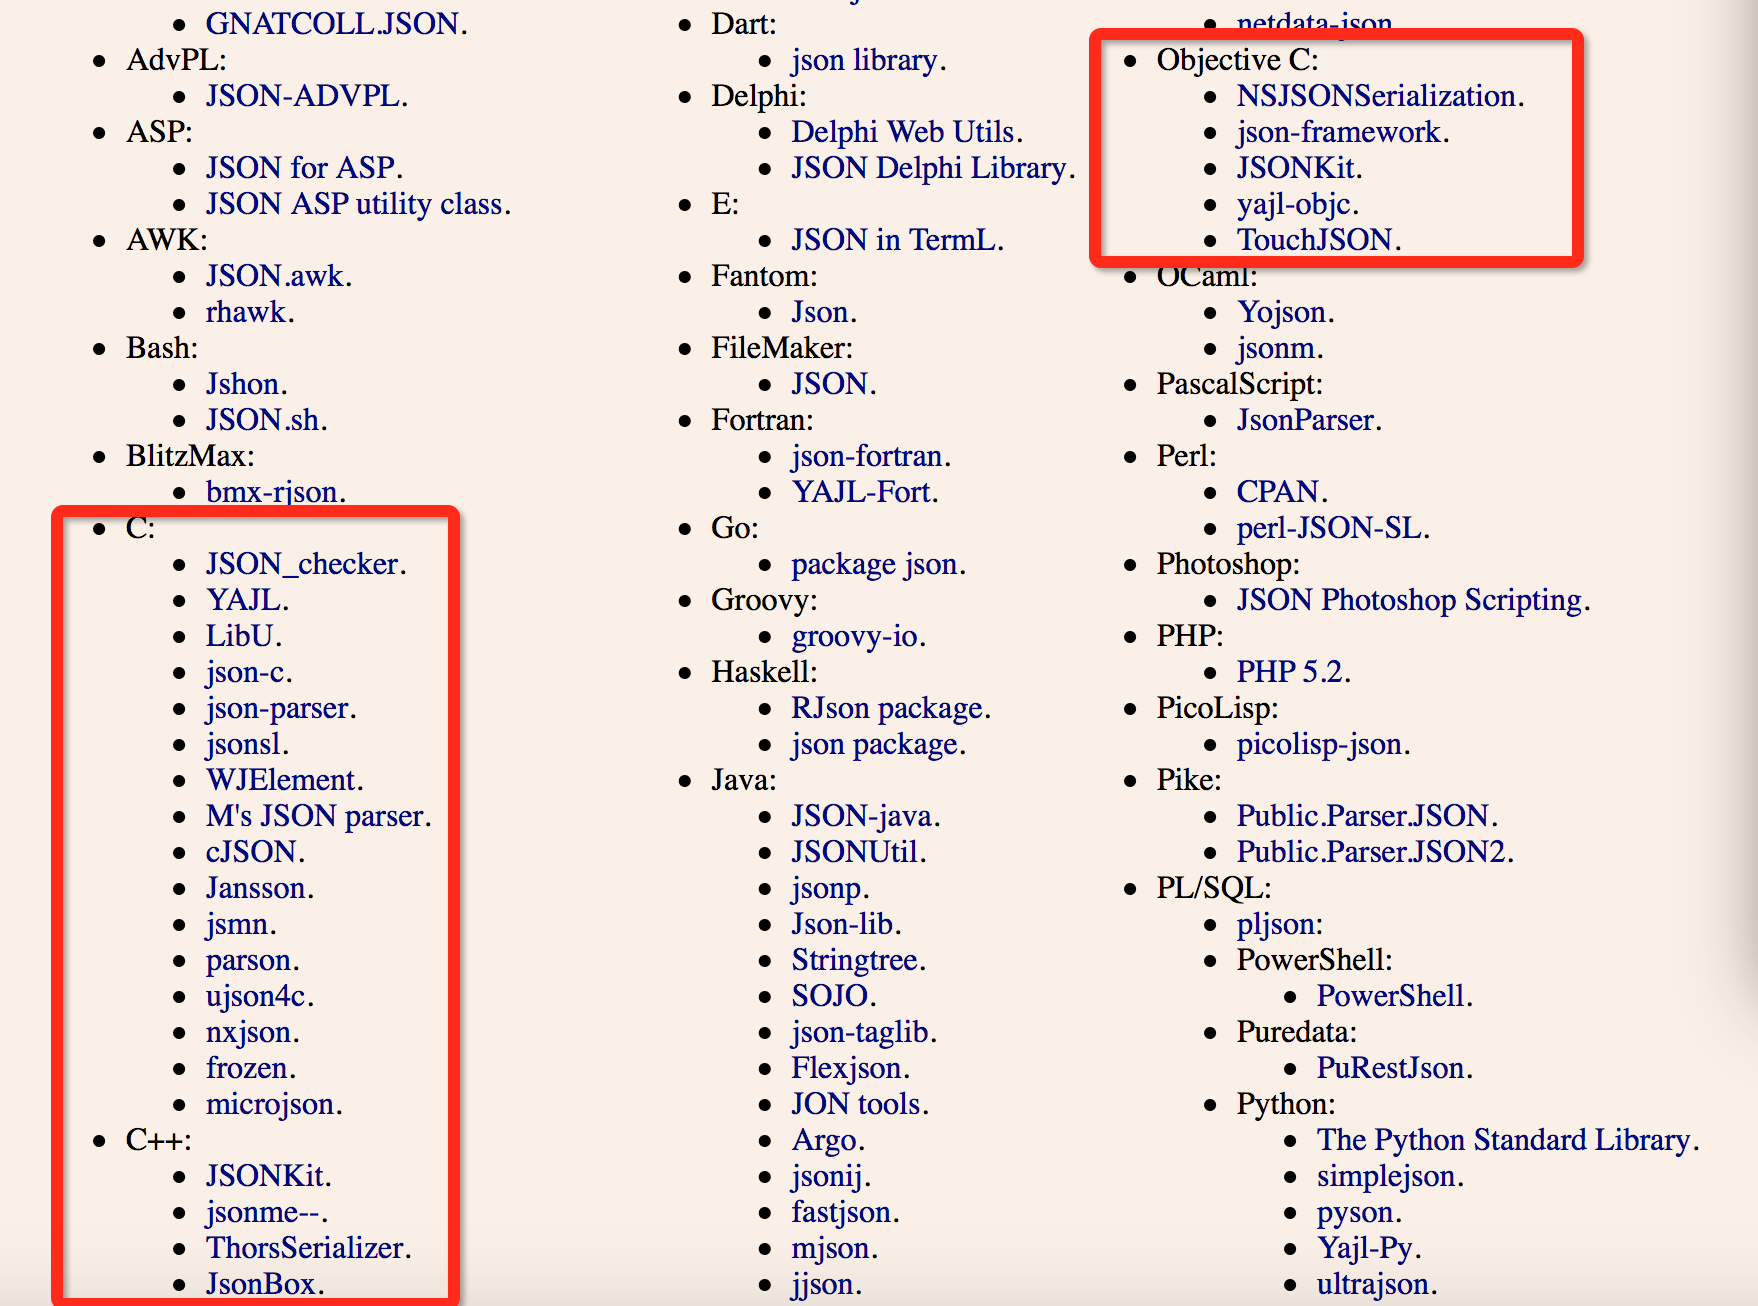 GNATCOLL.JSON.
AdvPL:
JSON-ADVPL.
ASP:
JSON for ASP.
JSON ASP utility class.
AWK:
JSON.awk.
rhawk.
Bash:
Jshon.
JSON.sh.
BlitzMax:
bmx-rjson.
C:
JSON_checker.
YAJL.
LibU.
json-c.
json-parser.
jsonsl.
WJElement.
M's JSON parser.
cJSON.
Jansson.
jsmn.
parson.
ujson4c.
nxjson.
frozen.
microjson.
C++:
JSONKit.
jsonme--.
ThorsSerializer.
JsonBox.
Dart:
json library.
Delphi:
Delphi Web Utils.
JSON Delphi Library.
E:
JSON in TermL.
Fantom:
Json.
FileMaker:
JSON.
Fortran:
json-fortran.
YAJL-Fort.
Go:
package json.
Groovy:
groovy-io.
Haskell:
RJson package.
json package.
Java:
JSON-java.
JSONUtil.
jsonp.
Json-lib.
Stringtree.
SOJO.
json-taglib.
Flexjson.
JON tools.
Argo.
jsonij.
fastjson.
mjson.
jjson.
netdata-json
Objective C:
NSJSONSerialization.
json-framework.
JSONKit.
yajl-objc.
TouchJSON.
OCaml:
Yojson.
jsonm.
PascalScript:
JsonParser.
Perl:
CPAN.
perl-JSON-SL.
Photoshop:
JSON Photoshop Scripting.
PHP:
PHP 5.2.
PicoLisp:
picolisp-json.
Pike:
Public.Parser.JSON.
Public.Parser.JSON2.
PL/SQL:
pljson:
PowerShell:
PowerShell.
Puredata:
PuRestJson.
Python:
The Python Standard Library.
simplejson.
pyson.
Yajl-Py.
ultrajson.